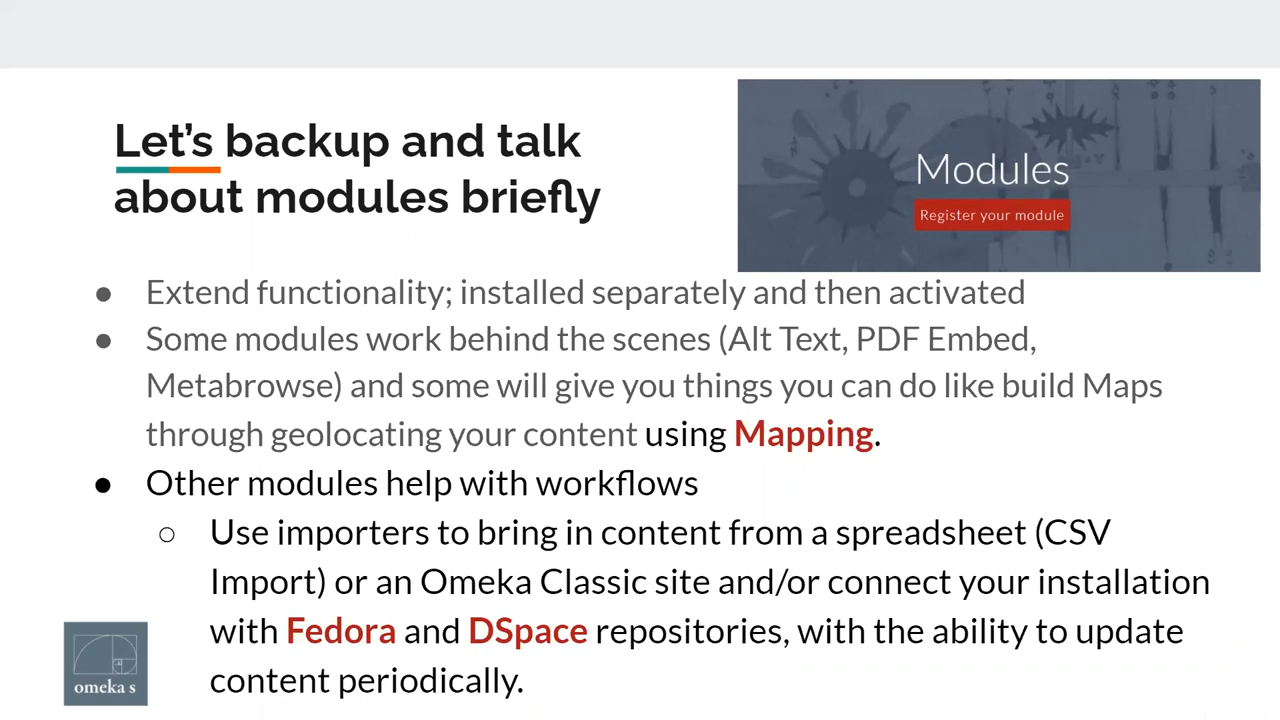 Let's backup and talk
about modules briefly
Modules
Register your module
● Extend functionality; installed separately and then activated
● Some modules work behind the scenes (Alt Text, PDF Embed,
Metabrowse) and some will give you things you can do like build Maps
through geolocating your content using Mapping.
● Other modules help with workflows
○ Use importers to bring in content from a spreadsheet (CSV
Import) or an Omeka Classic site and/or connect your installation
with Fedora and DSpace repositories, with the ability to update
content periodically.
omeka s